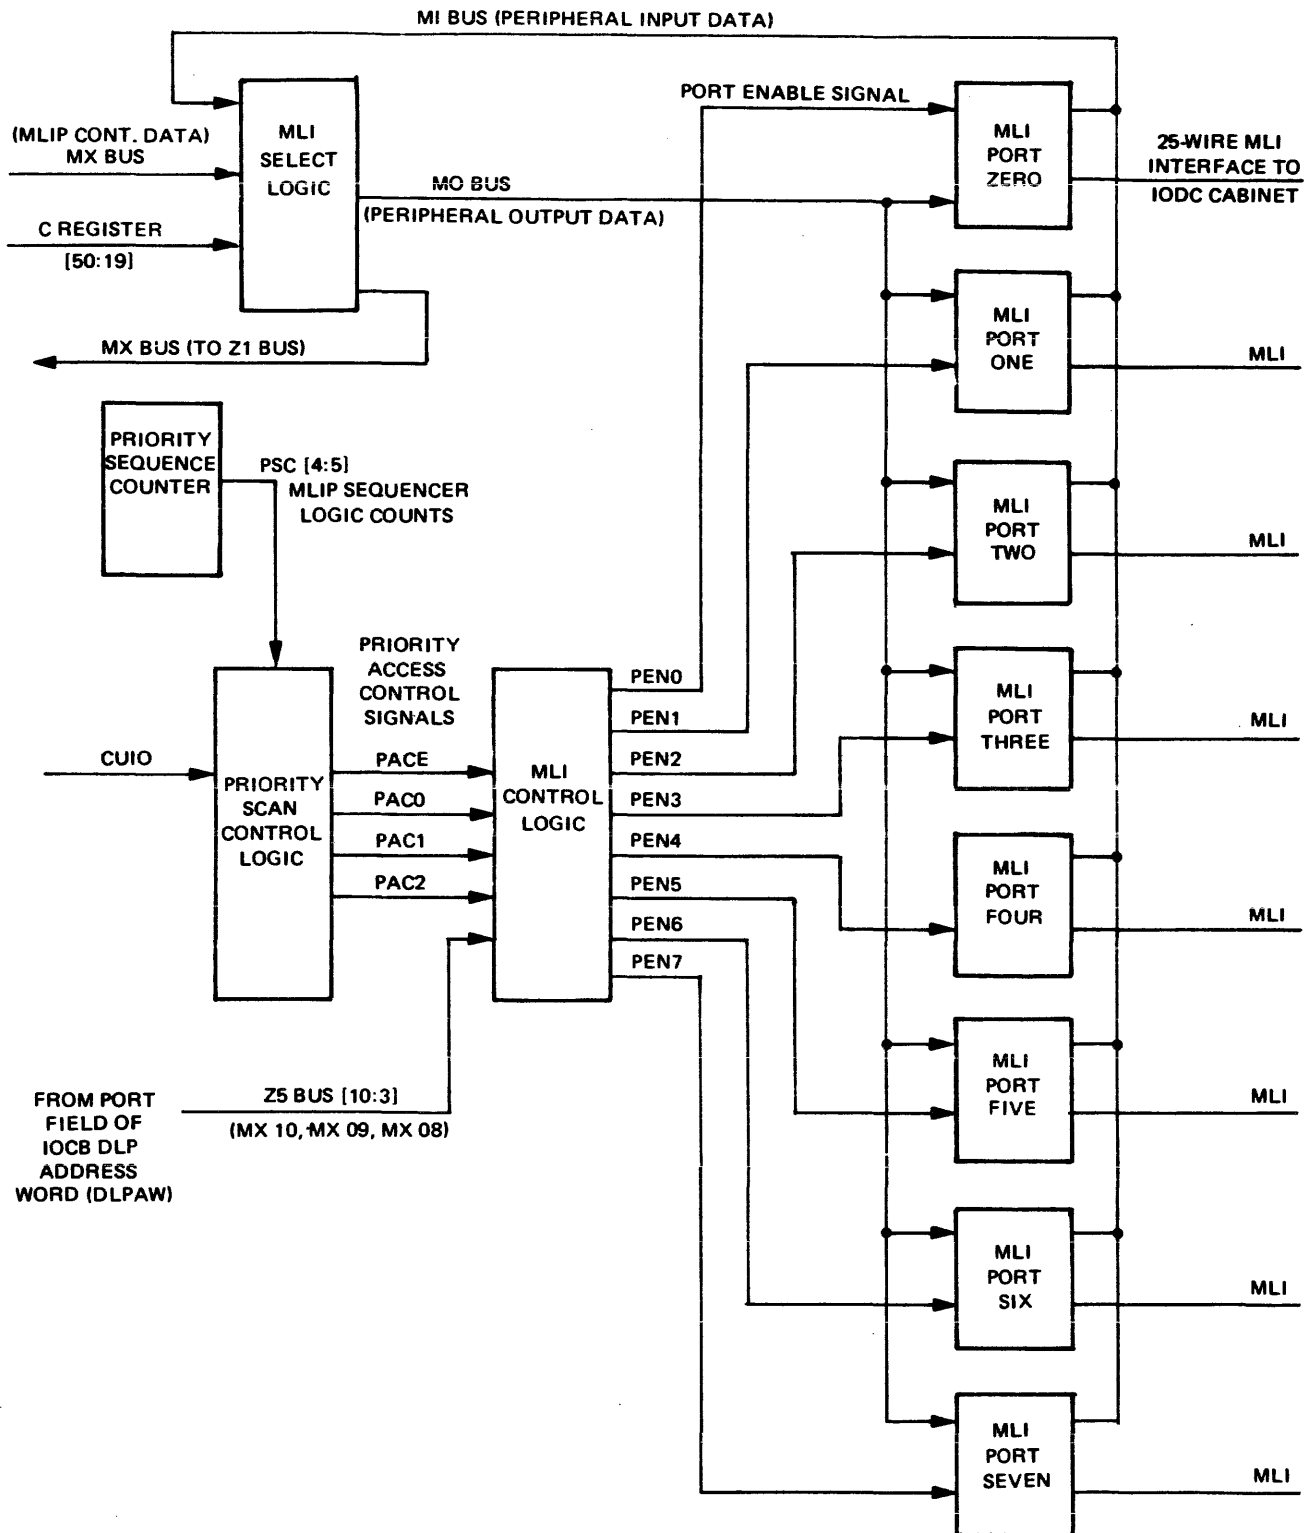 MI BUS (PERIPHERAL INPUT DATA)
MLI
SELECT
LOGIC
(MLIP CONT. DATA)
MX BUS
C REGISTER
[50:19]
MO BUS
(PERIPHERAL OUTPUT DATA)
MX BUS (TO Z1 BUS)
PORT ENABLE SIGNAL
MLI
PORT
ZERO
25-WIRE MLI
INTERFACE TO
IODC CABINET
MLI
PORT
ONE
MLI
PRIORITY
SEQUENCE
COUNTER
PSC [4:5]
MLIP SEQUENCER
LOGIC COUNTS
MLI
PORT
TWO
MLI
PRIORITY
ACCESS
CONTROL
SIGNALS
CUIO
PRIORITY
SCAN
CONTROL
LOGIC
PACE
PAC0
PAC1
PAC2
MLI
CONTROL
LOGIC
PEN0
PEN1
PEN2
PEN3
PEN4
PEN5
PEN6
PEN7
MLI
PORT
THREE
MLI
MLI
PORT
FOUR
MLI
FROM PORT
FIELD OF
IOCB DLP
ADDRESS
WORD (DLPAW)
Z5 BUS [10:3]
(MX 10, MX 09, MX 08)
MLI
PORT
FIVE
MLI
MLI
PORT
SIX
MLI
MLI
PORT
SEVEN
MLI